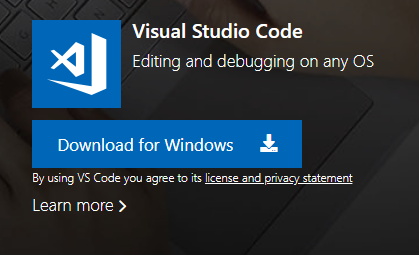 Visual Studio Code
Editing and debugging on any OS
Download for Windows
By using VS Code you agree to its license and privacy statement
Learn more